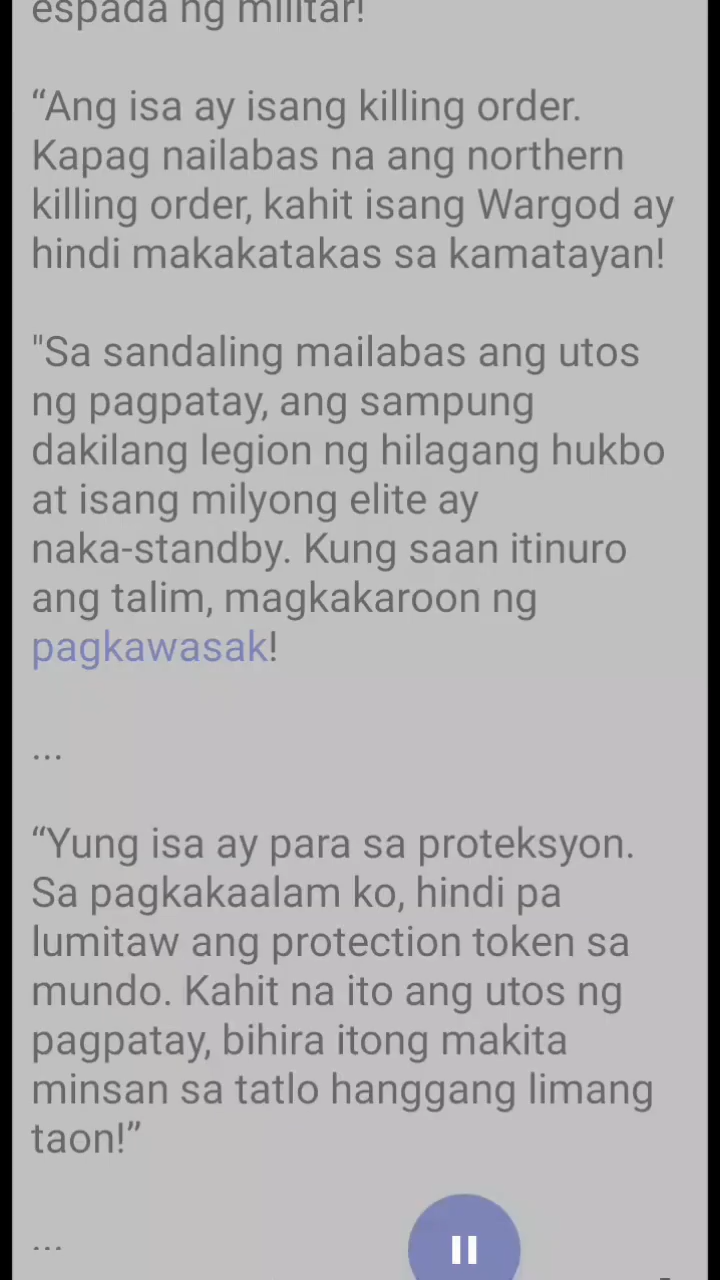 espada ng militar!
“Ang isa ay isang killing order.
Kapag nailabas na ang northern
killing order, kahit isang Wargod ay
hindi makakatakas sa kamatayan!
"Sa sandaling mailabas ang utos
ng pagpatay, ang sampung
dakilang legion ng hilagang hukbo
at isang milyong elite ay
naka-standby. Kung saan itinuro
ang talim, magkakaroon ng
pagkawasak!
...
“Yung isa ay para sa proteksyon.
Sa pagkakaalam ko, hindi pa
lumitaw ang protection token sa
mundo. Kahit na ito ang utos ng
pagpatay, bihira itong makita
minsan sa tatlo hanggang limang
taon!”
...